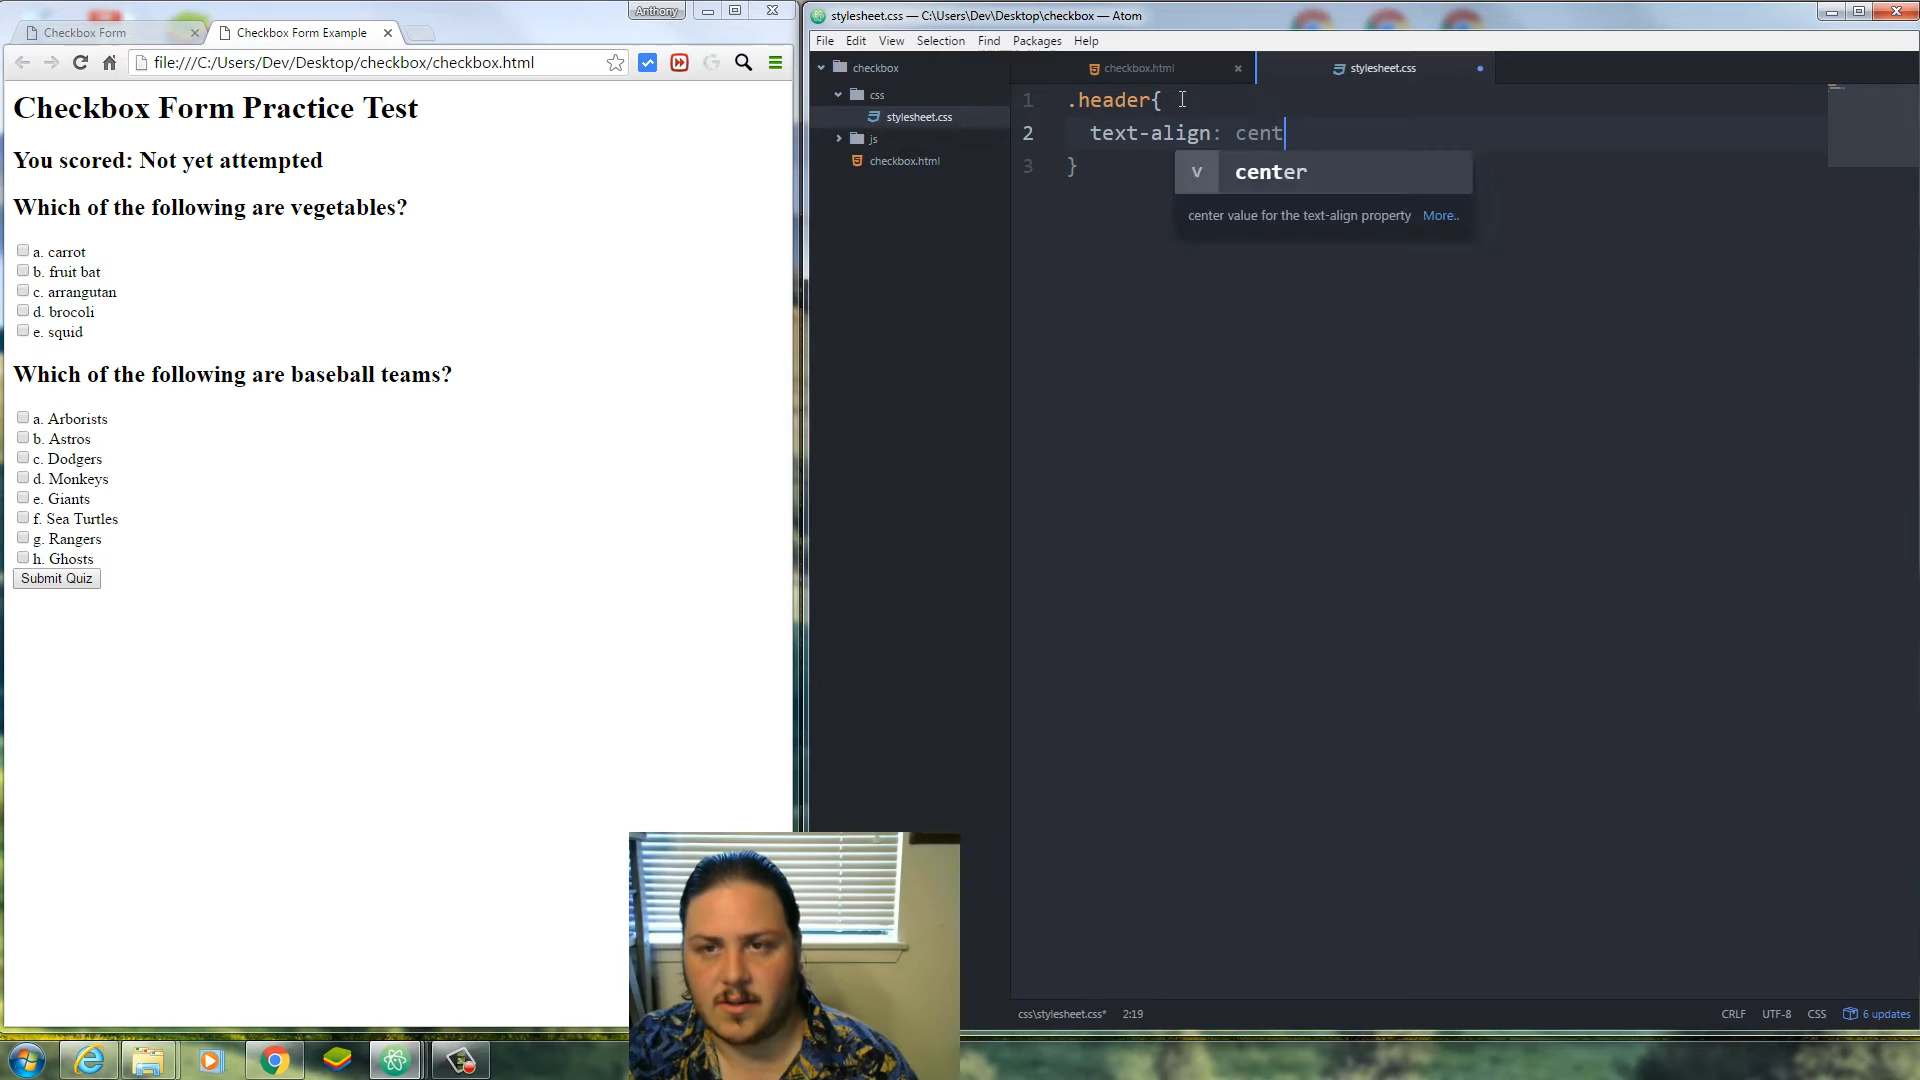 Anthony
Checkbox Form
Checkbox Form Example
file:///C:/Users/Dev/Desktop/checkbox/checkbox.html
Checkbox Form Practice Test
You scored: Not yet attempted
Which of the following are vegetables?
a. carrot
b. fruit bat
c. arrangutan
d. brocoli
e. squid
Which of the following are baseball teams?
a. Arborists
b. Astros
c. Dodgers
d. Monkeys
e. Giants
f. Sea Turtles
g. Rangers
h. Ghosts
Submit Quiz
stylesheet.css — C:\Users\Dev\Desktop\checkbox — Atom
File Edit View Selection Find Packages Help
checkbox
css
stylesheet.css
js
checkbox.html
checkbox.html
stylesheet.css
1 .header{
2 text-align: cent
3 }
v center
center value for the text-align property More..
css\stylesheet.css* 2:19
CRLF UTF-8 CSS 6 updates